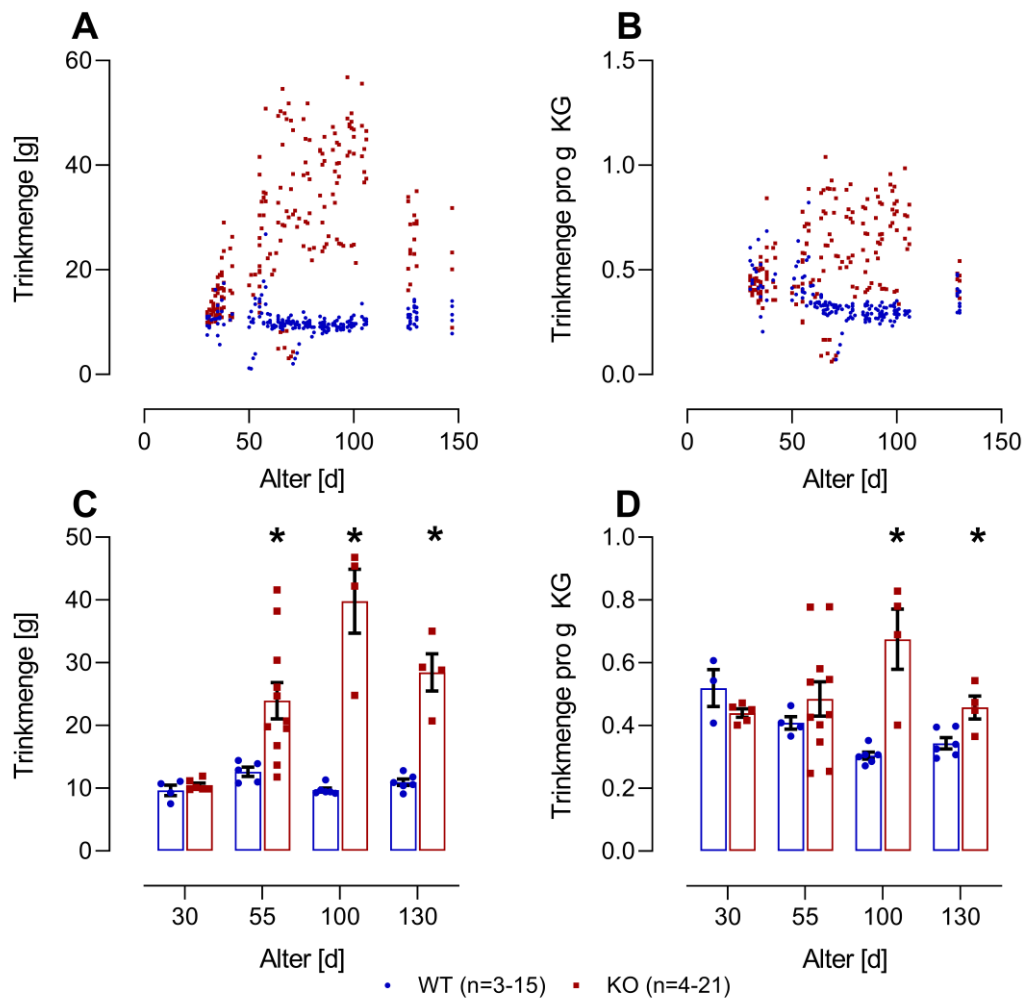 A
Trinkmenge [g]
60
40
20
0
0 50 100 150
Alter [d]
B
Trinkmenge pro g KG
1.5
1.0
0.5
0.0
0 50 100 150
Alter [d]
C
Trinkmenge [g]
50
40
30
20
10
0
* * *
30 55 100 130
Alter [d]
D
Trinkmenge pro g KG
1.0
0.8
0.6
0.4
0.2
0.0
* *
30 55 100 130
Alter [d]
WT (n=3-15) KO (n=4-21)